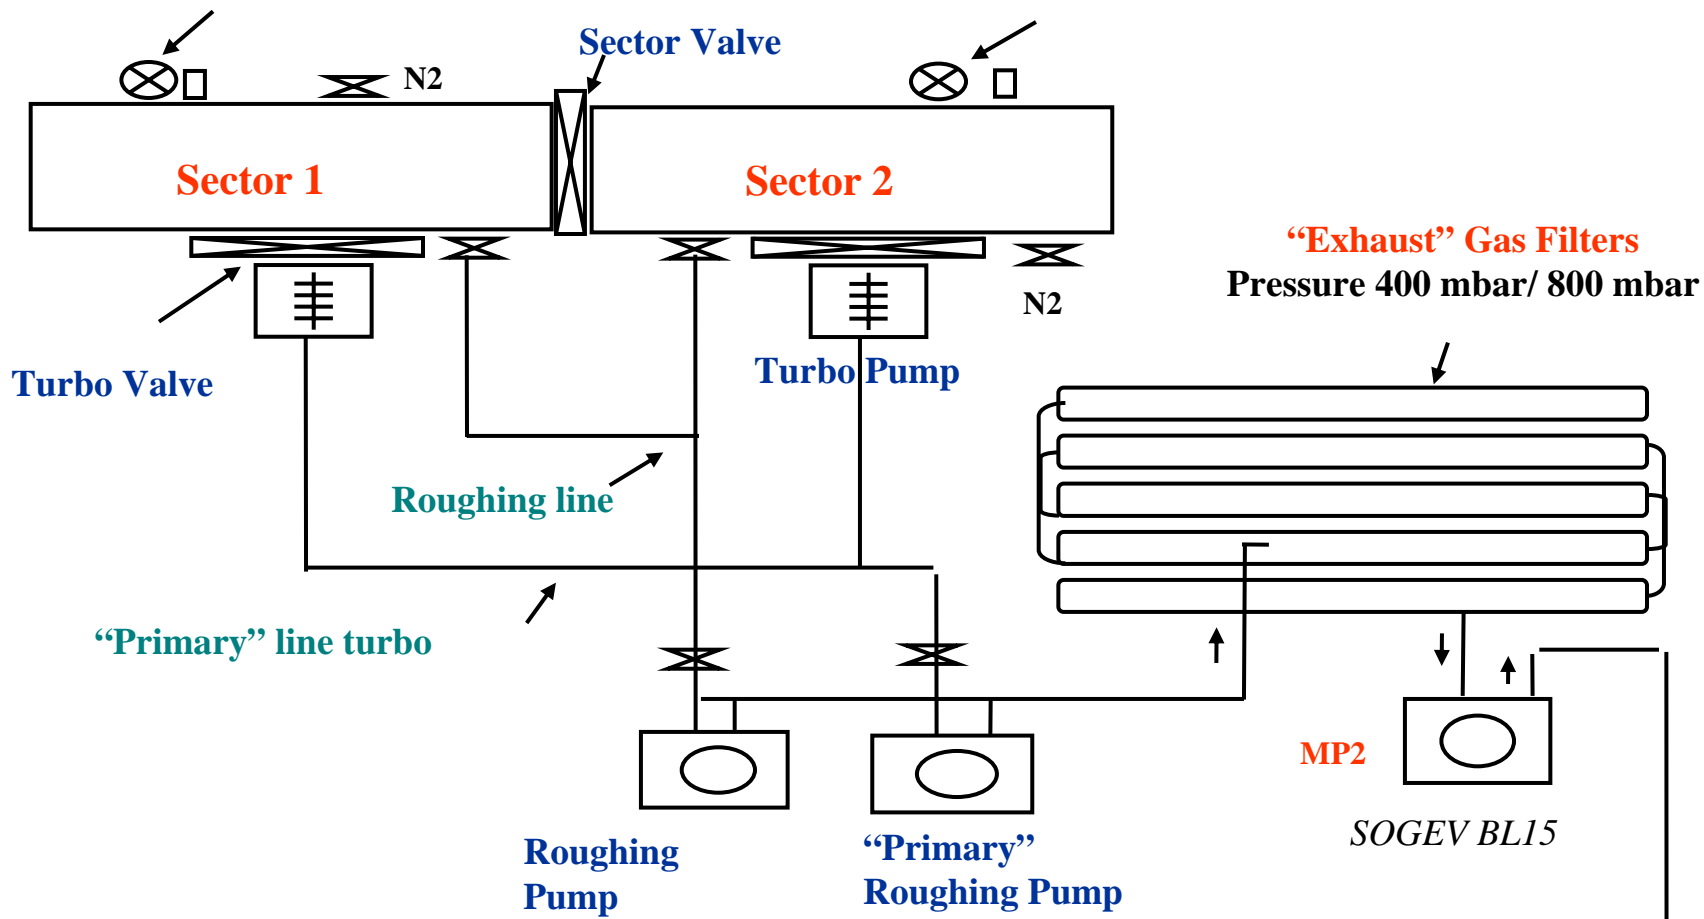 Sector Valve
N2
Sector 1
Sector 2
“Exhaust” Gas Filters
Pressure 400 mbar/ 800 mbar
N2
Turbo Valve
Turbo Pump
Roughing line
“Primary” line turbo
MP2
SOGEV BL15
Roughing
Pump
“Primary”
Roughing Pump